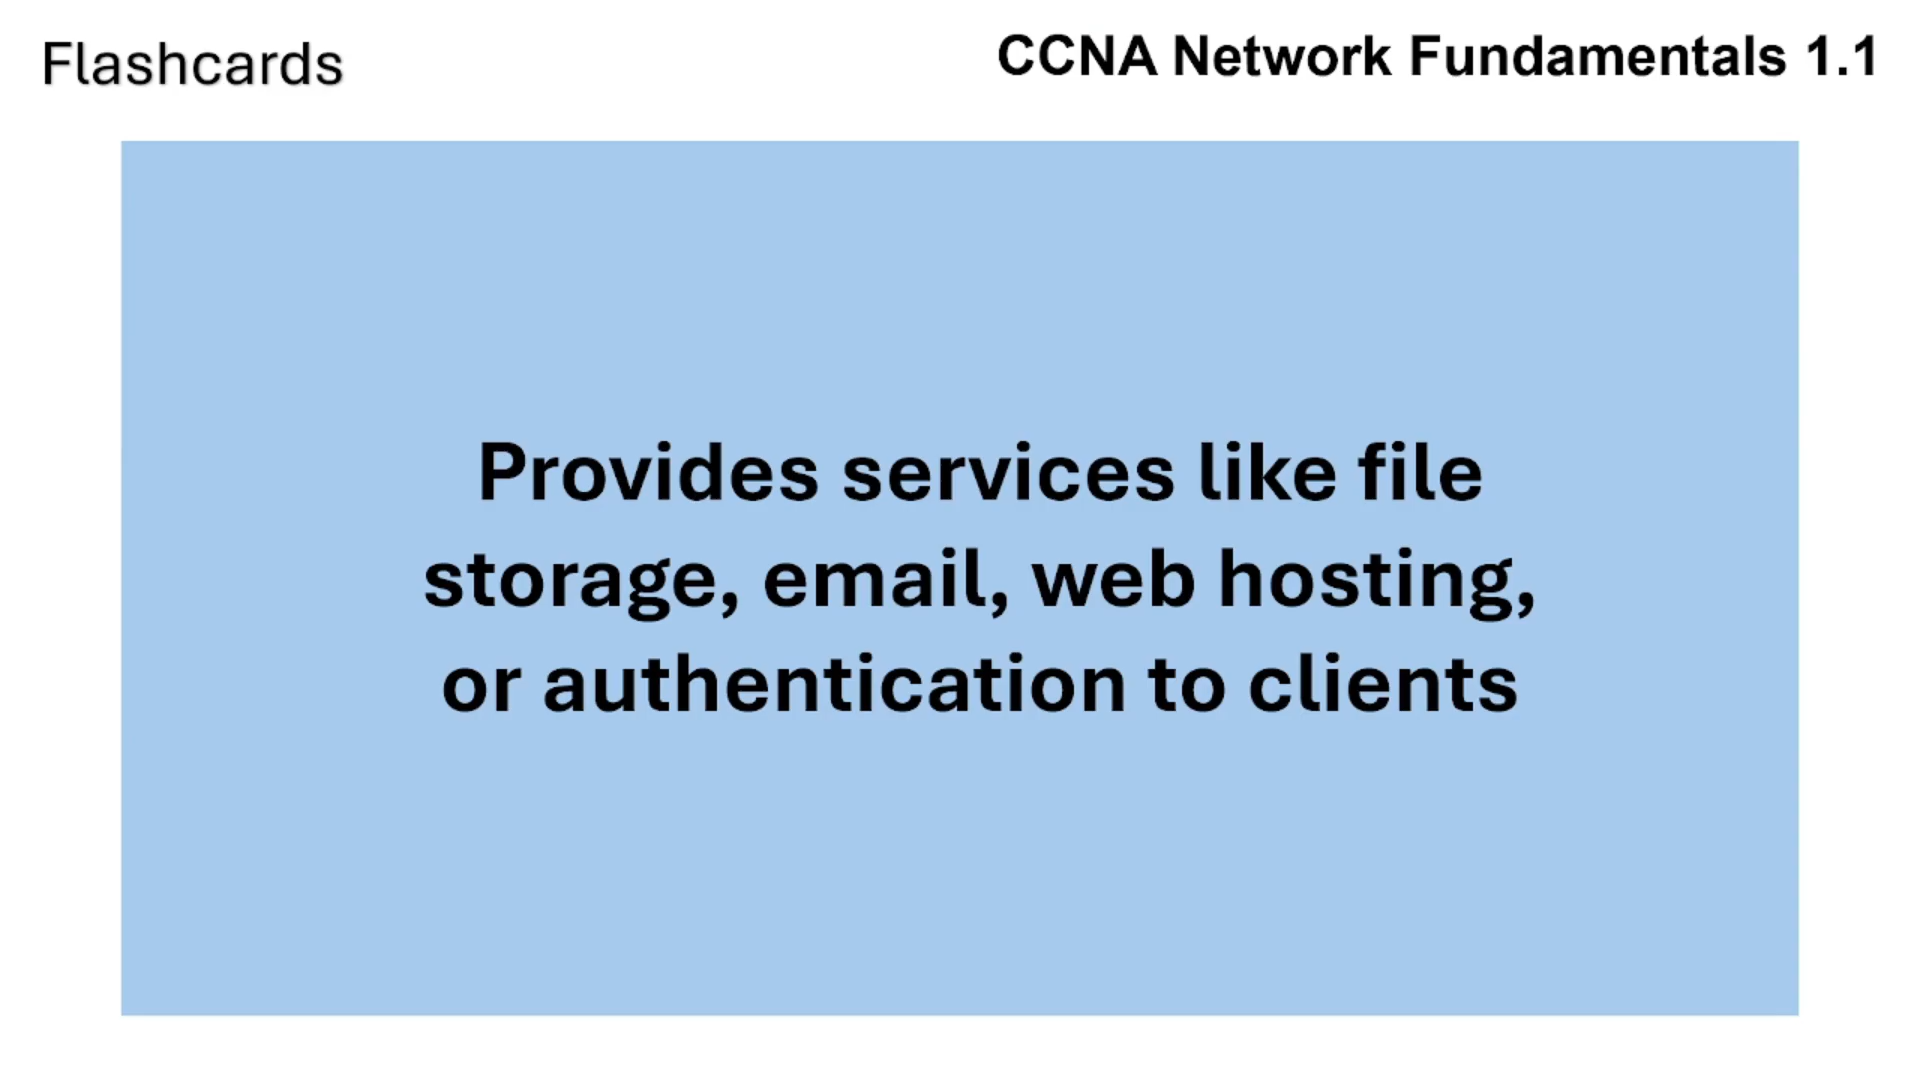 Flashcards
CCNA Network Fundamentals 1.1
Provides services like file
storage, email, web hosting,
or authentication to clients